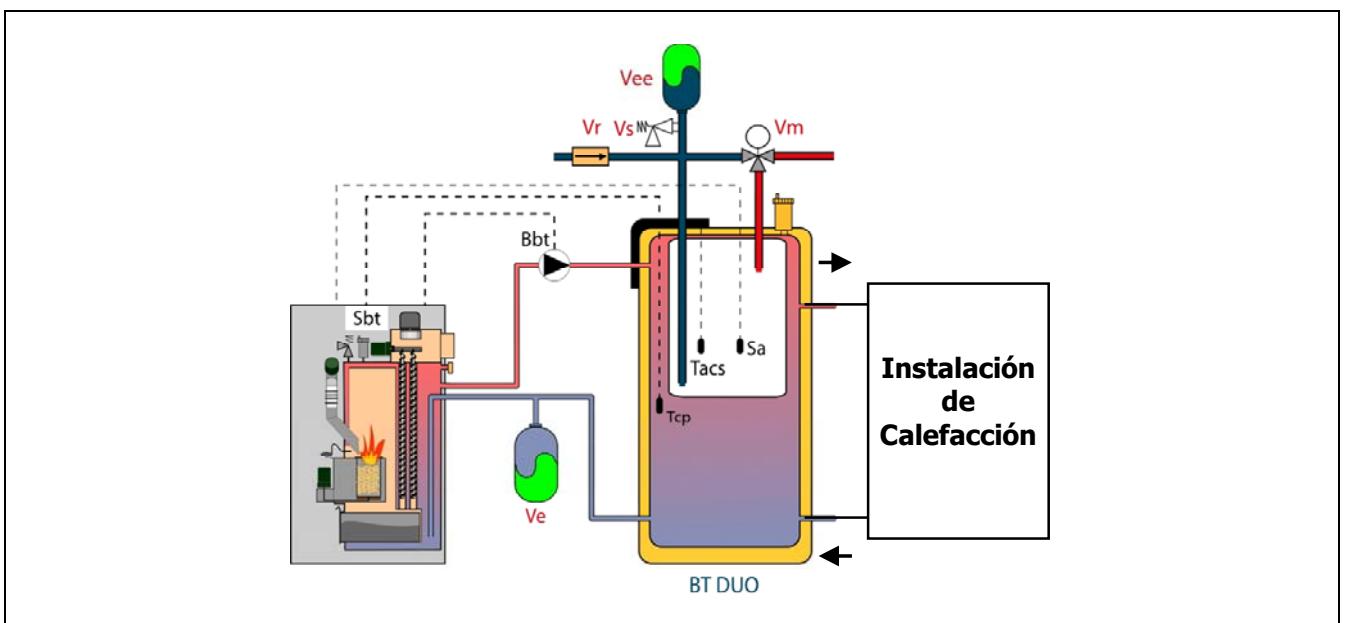 Vee
Vr
Vs
Vm
Bbt
Sbt
Sa
Tacs
Tcp
Ve
Instalación
de
Calefacción
BT DUO